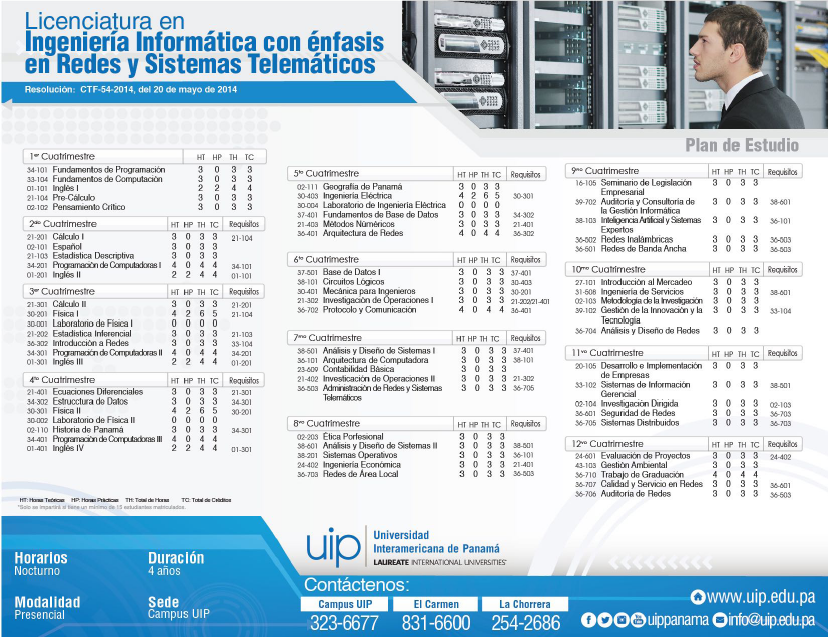 Licenciatura en
Ingeniería Informática con énfasis
en Redes y Sistemas Telemáticos
Resolución: CTF-54-2014, del 20 de mayo de 2014
Plan de Estudio
1er Cuatrimestre HT HP TH TC
34-101 Fundamentos de Programación 3 0 3 3
33-104 Fundamentos de Computación 3 0 3 3
01-101 Inglés I 2 2 4 4
21-104 Pre-Cálculo 3 0 3 3
02-102 Pensamiento Crítico 3 0 3 3
2do Cuatrimestre HT HP TH TC Requisitos
21-201 Cálculo I 3 0 3 3 21-104
02-101 Español 3 0 3 3
21-103 Estadística Descriptiva 3 0 3 3
34-201 Programación de Computadoras I 4 0 4 4 34-101
01-201 Inglés II 2 2 4 4 01-101
3er Cuatrimestre HT HP TH TC Requisitos
21-301 Cálculo II 3 0 3 3 21-201
30-201 Física I 4 2 6 5 21-104
30-001 Laboratorio de Física I 0 0 0 0
21-202 Estadística Inferencial 3 0 3 3 21-103
36-302 Introducción a Redes 3 0 3 3 33-104
34-301 Programación de Computadoras II 4 0 4 4 34-201
01-301 Inglés III 2 2 4 4 01-201
4to Cuatrimestre HT HP TH TC Requisitos
21-401 Ecuaciones Diferenciales 3 0 3 3 21-301
34-302 Estrucctura de Datos 3 0 3 3 34-301
30-301 Física II 4 2 6 5 30-201
30-002 Laboratorio de Física II 0 0 0 0
02-110 Historia de Panamá 3 0 3 3 34-301
34-401 Programación de Computadoras III 4 0 4 4
01-401 Inglés IV 2 2 4 4 01-301
HT: Horas Teóricas HP: Horas Prácticas TH: Total de Horas TC: Total de Créditos
*Solo se impartirá si tiene un mínimo de 15 estudiantes matriculados.
5to Cuatrimestre HT HP TH TC Requisitos
02-111 Geografía de Panamá 3 0 3 3
30-403 Ingeniería Eléctrica 4 2 6 5 30-301
30-004 Laboratorio de Ingeniería Eléctrica 0 0 0 0
37-401 Fundamentos de Base de Datos 3 0 3 3 34-302
21-403 Métodos Númericos 3 0 3 3 21-401
36-401 Arquitectura de Redes 4 0 4 4 36-302
6to Cuatrimestre HT HP TH TC Requisitos
37-501 Base de Datos I 3 0 3 3 37-401
38-101 Circuitos Lógicos 3 0 3 3 30-403
30-401 Mecánica para Ingenieros 3 0 3 3 30-201
21-302 Investigación de Operaciones I 3 0 3 3 21-202/21-401
36-702 Protocolo y Comunicación 4 0 4 4 36-401
7mo Cuatrimestre HT HP TH TC Requisitos
38-501 Análisis y Diseño de Sistemas I 3 0 3 3 37-401
36-101 Arquitectura de Computadora 3 0 3 3 38-101
23-609 Contabilidad Básica 3 0 3 3
21-402 Investicación de Operaciones II 3 0 3 3 21-302
36-503 Administración de Redes y Sistemas 3 0 3 3 36-705
Telemáticos
8vo Cuatrimestre HT HP TH TC Requisitos
02-203 Ética Porfesional 3 0 3 3
38-601 Análisis y Diseño de Sistemas II 3 0 3 3 38-501
38-201 Sistemas Operativos 3 0 3 3 36-101
24-402 Ingeniería Económica 3 0 3 3 21-401
36-703 Redes de Área Local 3 0 3 3 36-503
9no Cuatrimestre HT HP TH TC Requisitos
16-105 Seminario de Legislación 3 0 3 3
Empresarial
39-702 Auditoría y Consultoría de 3 0 3 3 38-601
la Gestión Informática
38-103 Inteligencia Artificial y Sistemas 3 0 3 3 36-101
Expertos
36-502 Redes Inalámbricas 3 0 3 3 36-503
36-501 Redes de Banda Ancha 3 0 3 3 36-503
10mo Cuatrimestre HT HP TH TC Requisitos
27-101 Introducción al Mercadeo 3 0 3 3
31-508 Ingeniería de Servicios 3 0 3 3 38-601
02-103 Metodología de la Investigación 3 0 3 3
39-102 Gestión de la Innovación y la 3 0 3 3 33-104
Tecnología
36-704 Análisis y Diseño de Redes 3 0 3 3
11vo Cuatrimestre HT HP TH TC Requisitos
20-105 Desarrollo e Implementación 3 0 3 3
de Empresas
33-102 Sistemas de Información 3 0 3 3 38-501
Gerencial
02-104 Investigación Dirigida 3 0 3 3 02-103
36-601 Seguridad de Redes 3 0 3 3 36-703
36-705 Sistemas Distribuidos 3 0 3 3 36-703
12vo Cuatrimestre HT HP TH TC Requisitos
24-601 Evaluación de Proyectos 3 0 3 3 24-402
43-103 Gestión Ambiental 3 0 3 3
36-710 Trabajo de Graduación 4 0 4 4
36-707 Calidad y Servicio en Redes 3 0 3 3 36-601
36-706 Auditoría de Redes 3 0 3 3 36-503
Horarios
Nocturno
Duración
4 años
Modalidad
Presencial
Sede
Campus UIP
uip
Universidad
Interamericana de Panamá
LAUREATE INTERNATIONAL UNIVERSITIES
Contáctenos:
Campus UIP El Carmen La Chorrera
323-6677 831-6600 254-2686
www.uip.edu.pa
uippanama info@uip.edu.pa